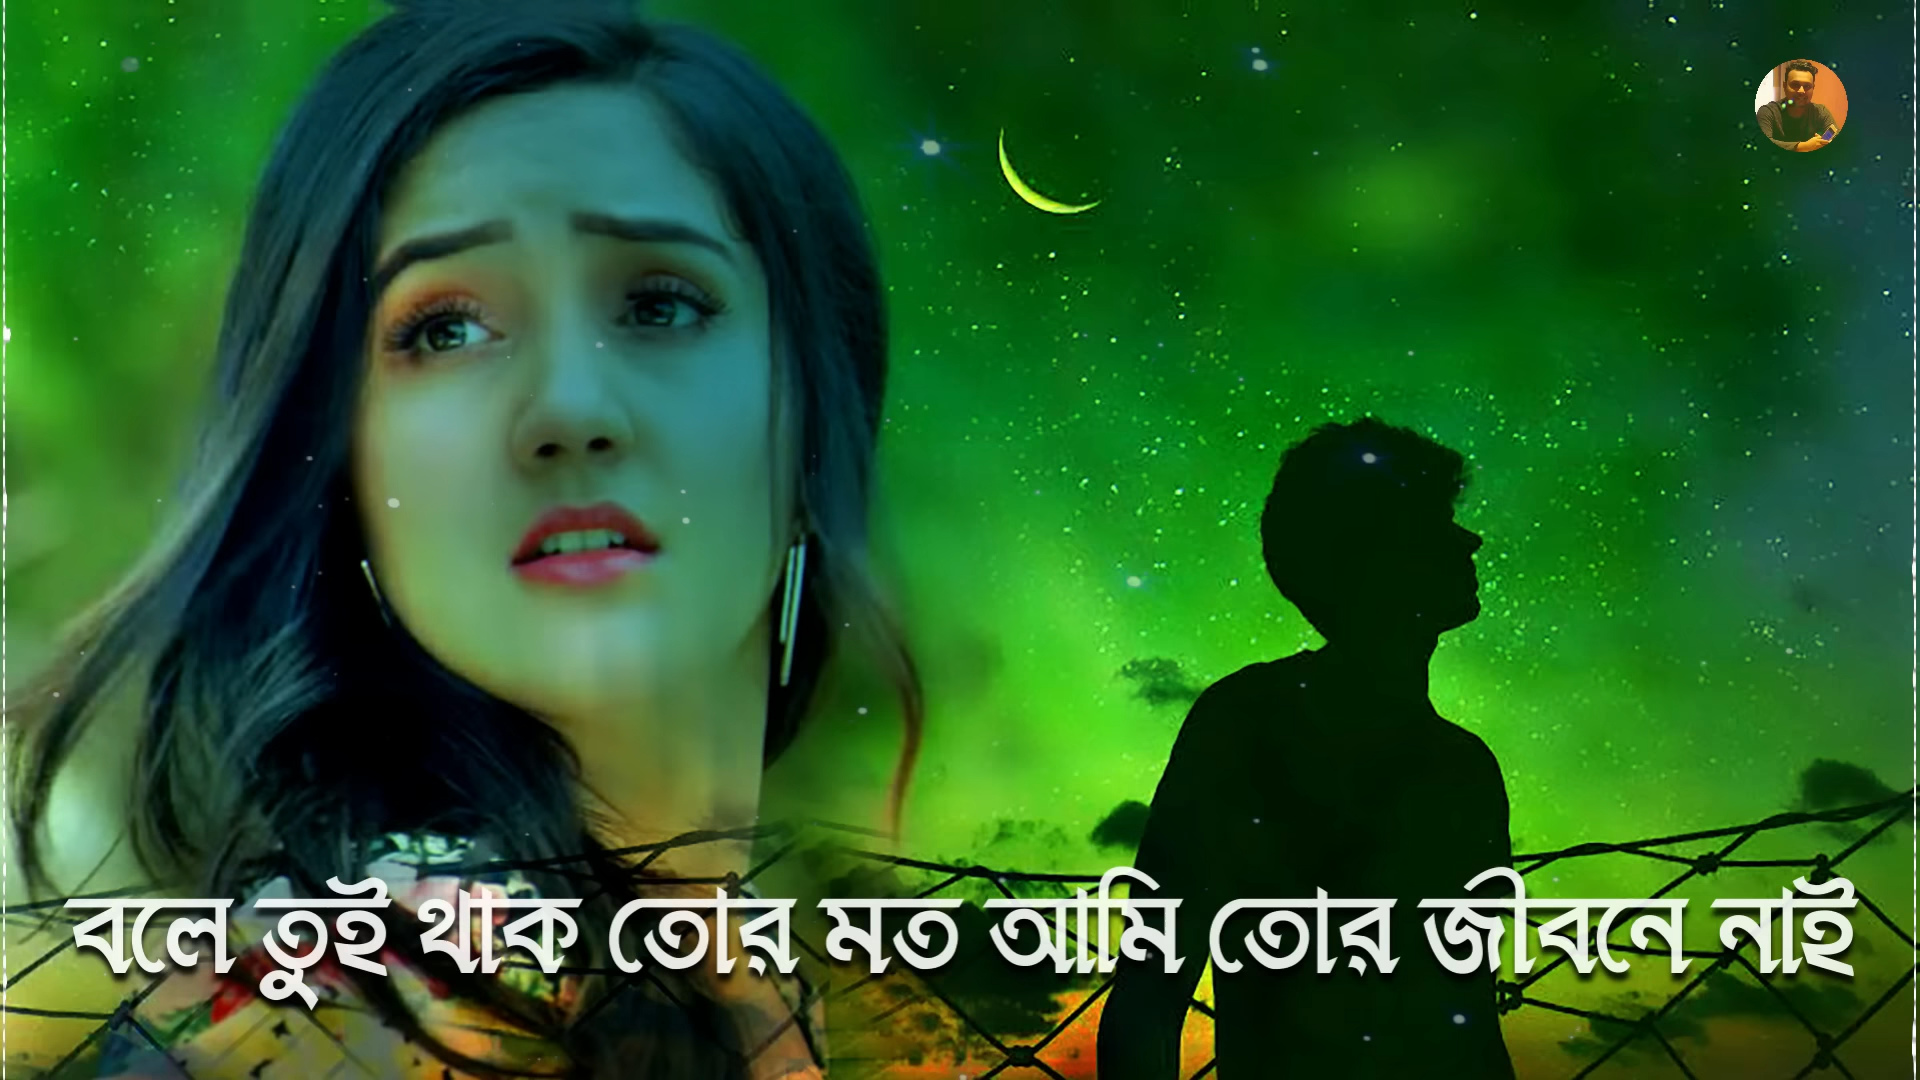 বলে তুই থাক তোর মত আমি তোর জীবনে নাই